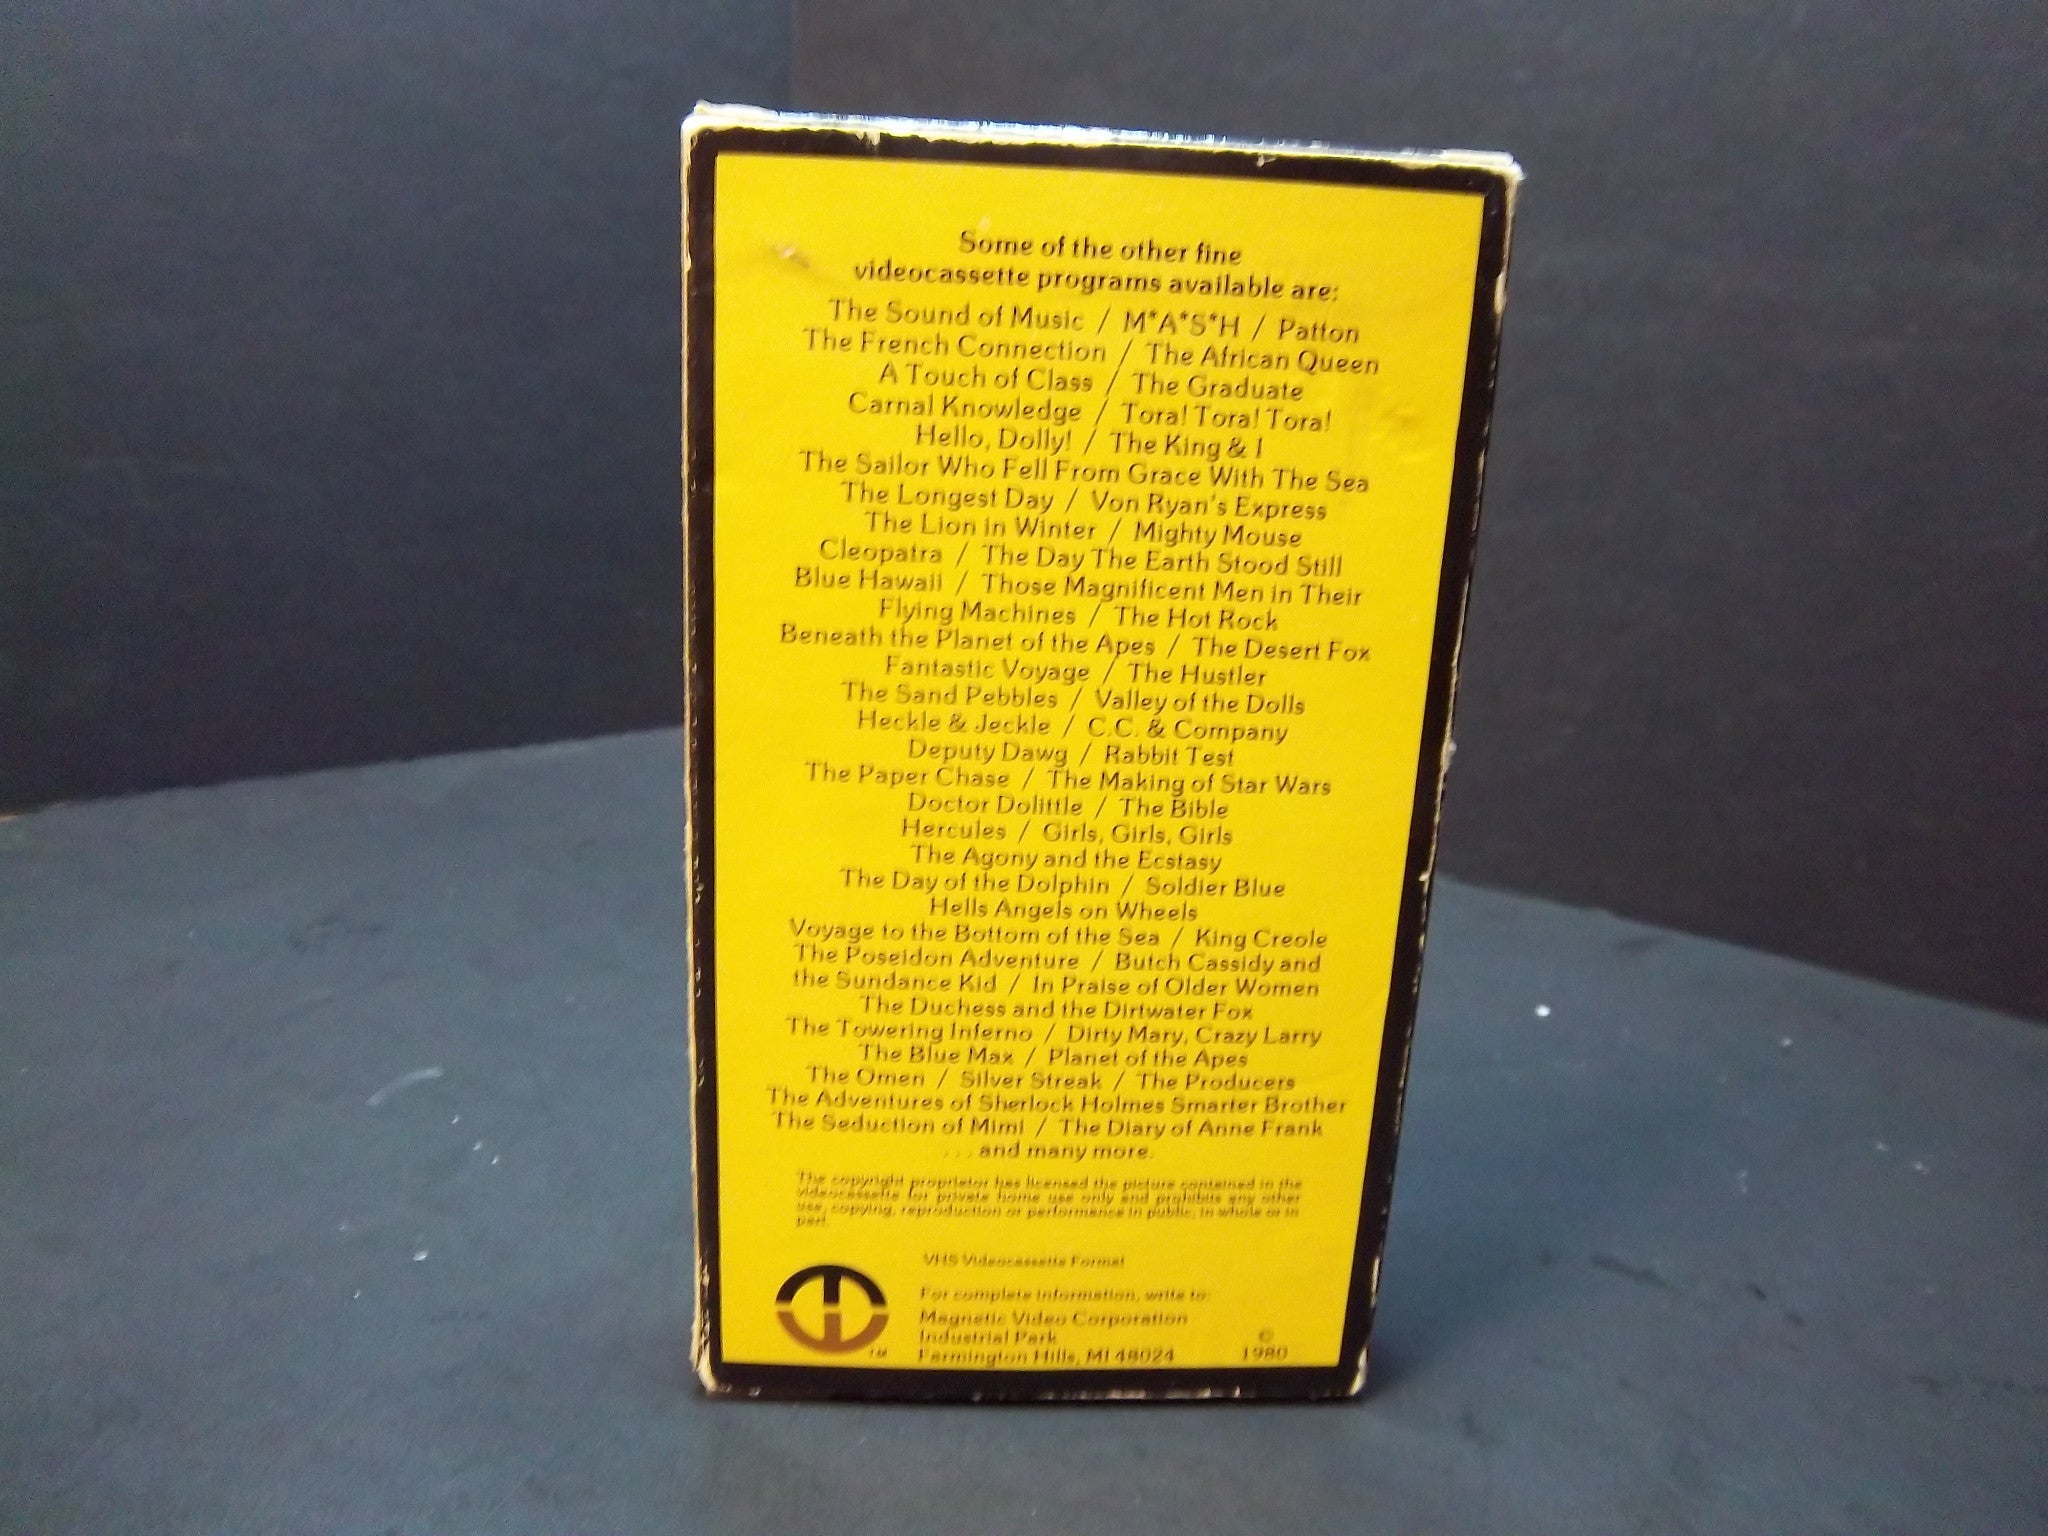 Some of the other fine
videocassette programs available are:
The Sound of Music / M*A*S*H / Patton
The French Connection / The African Queen
A Touch of Class / The Graduate
Carnal Knowledge / Tora! Tora! Tora!
Hello, Dolly! / The King & I
The Sailor Who Fell From Grace With The Sea
The Longest Day / Von Ryan's Express
The Lion in Winter / Mighty Mouse
Cleopatra / The Day The Earth Stood Still
Blue Hawaii / Those Magnificent Men in Their
Flying Machines / The Hot Rock
Beneath the Planet of the Apes / The Desert Fox
Fantastic Voyage / The Hustler
The Sand Pebbles / Valley of the Dolls
Heckle & Jeckle / C.C. & Company
Deputy Dawg / Rabbit Test
The Paper Chase / The Making of Star Wars
Doctor Dolittle / The Bible
Hercules / Girls, Girls, Girls
The Agony and the Ecstasy
The Day of the Dolphin / Soldier Blue
Hells Angels on Wheels
Voyage to the Bottom of the Sea / King Creole
The Poseidon Adventure / Butch Cassidy and
the Sundance Kid / In Praise of Older Women
The Duchess and the Dirtwater Fox
The Towering Inferno / Dirty Mary, Crazy Larry
The Blue Max / Planet of the Apes
The Omen / Silver Streak / The Producers
The Adventures of Sherlock Holmes Smarter Brother
The Seduction of Mimi / The Diary of Anne Frank
...and many more.
The copyright proprietor has licensed the picture contained in the
videocassette for private home use only and prohibits any other
use, copying, reproduction or performance in public, in whole or in
part.
VHS Videocassette Format
For complete information, write to:
Magnetic Video Corporation
Industrial Park
Farmington Hills, MI 48024
©
1980
TM